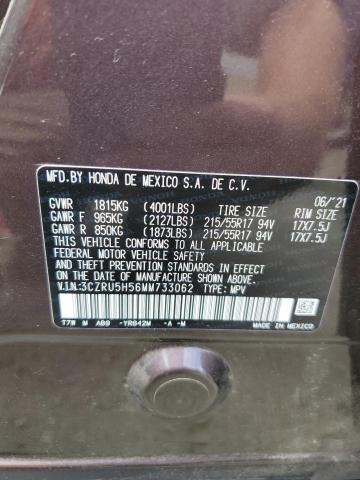 MFD.BY HONDA DE MEXICO S.A. DE C.V.
06/'21
GVWR 1815KG (4001LBS) TIRE SIZE RIM SIZE
GAWR F 965KG (2127LBS) 215/55R17 94V 17X7.5J
GAWR R 850KG (1873LBS) 215/55R17 94V 17X7.5J
THIS VEHICLE CONFORMS TO ALL APPLICABLE
FEDERAL MOTOR VEHICLE SAFETY STANDARDS IN EFFECT
ON THE DATE OF MANUFACTURE SHOWN ABOVE.
V.I.N.:3CZRU5H56MM733062 TYPE: MPV
T7W M AB9 -YR642M -A -M
MADE IN MEXICO